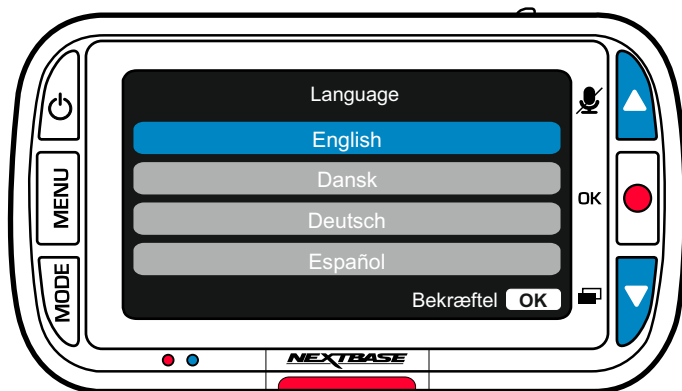 Language
English
Dansk
Deutsch
Español
Bekræftel OK
MENU
MODE
OK
NEXTBASE